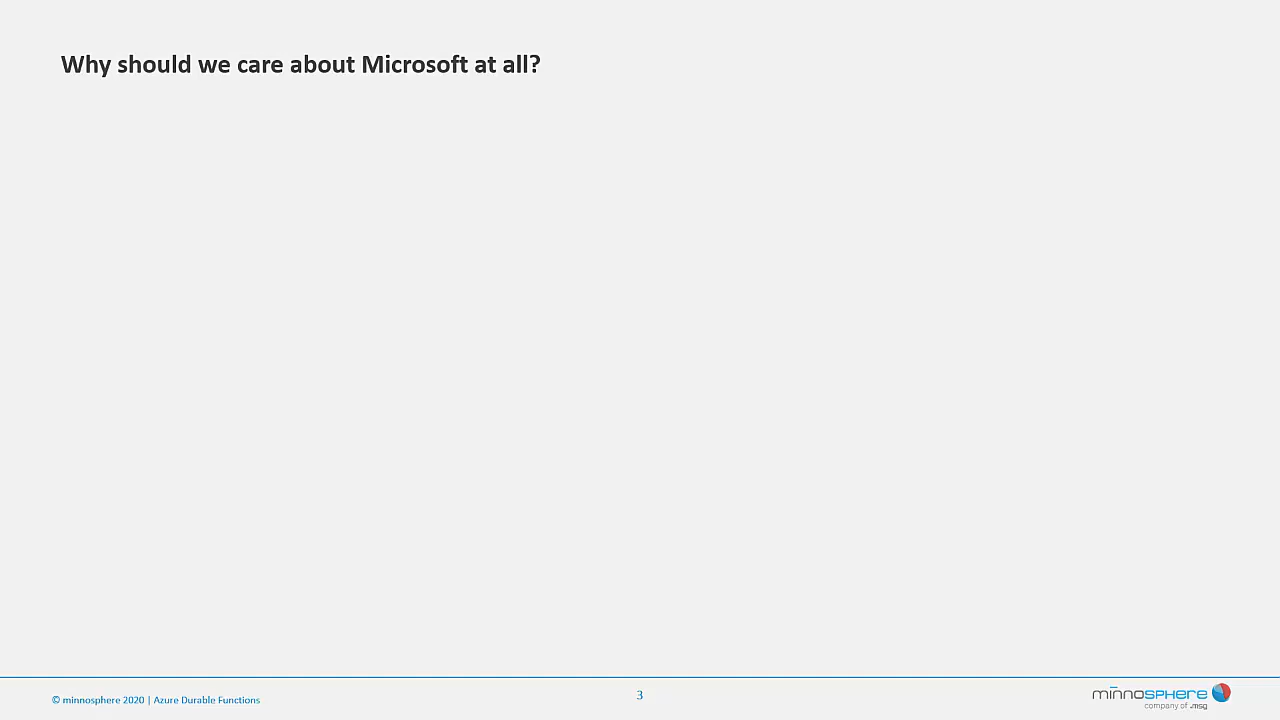 Why should we care about Microsoft at all?
© minnosphere 2020 | Azure Durable Functions
3
minnosphere
company of .msg